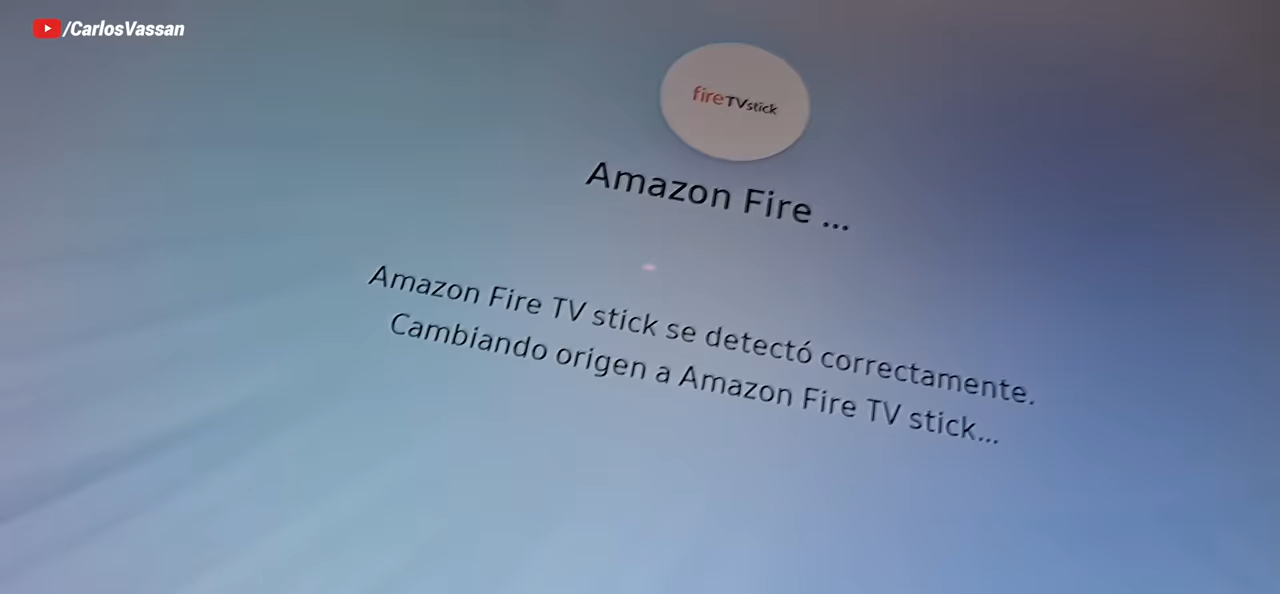 /CarlosVassan
fireTVstick
Amazon Fire ...
Amazon Fire TV stick se detectó correctamente.
Cambiando origen a Amazon Fire TV stick...